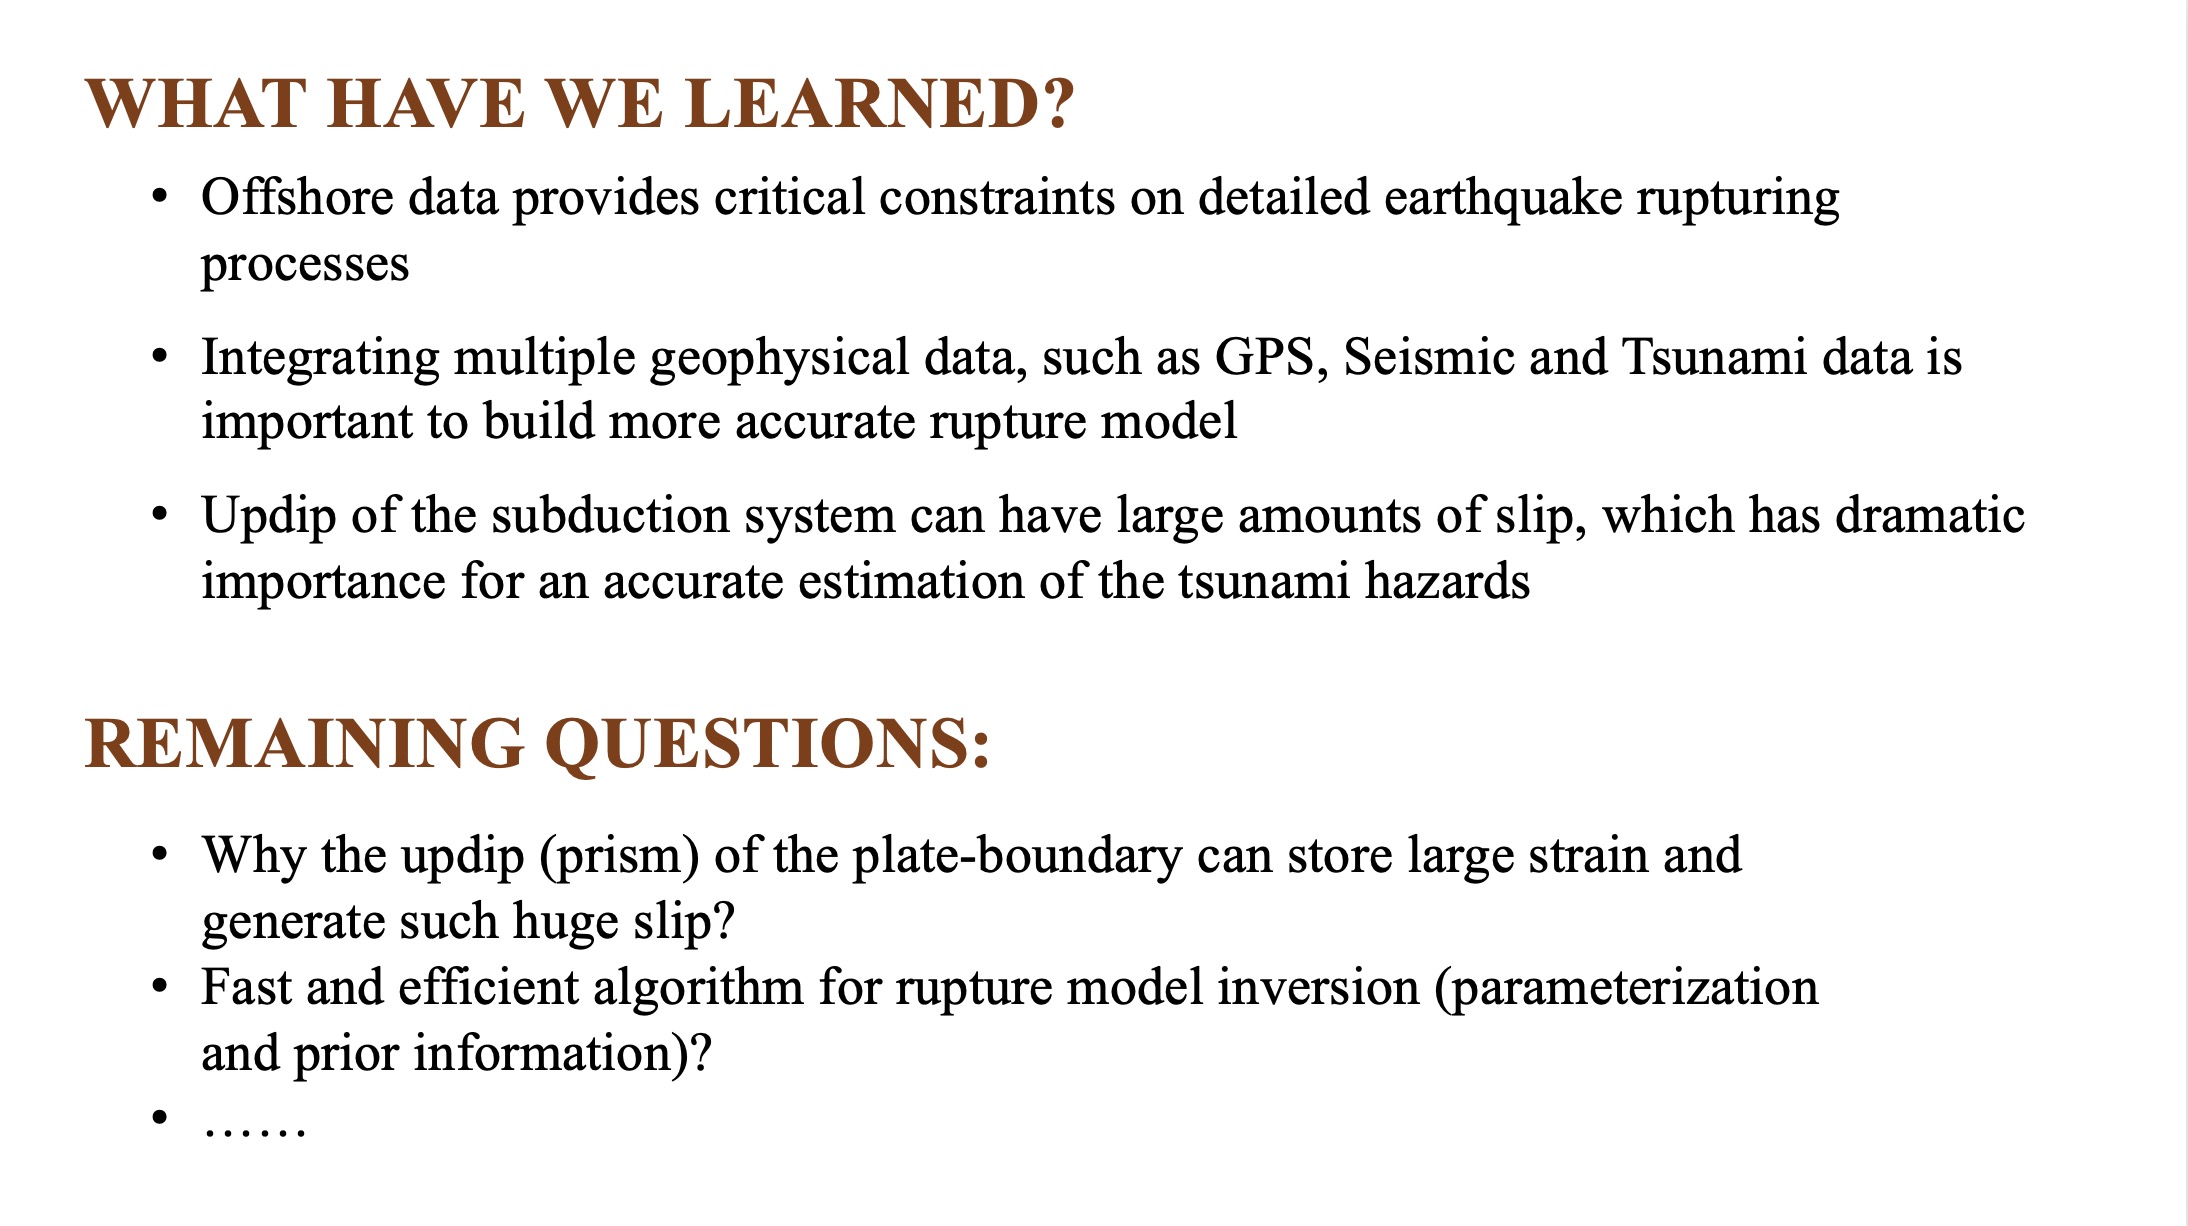 WHAT HAVE WE LEARNED?
• Offshore data provides critical constraints on detailed earthquake rupturing
processes
• Integrating multiple geophysical data, such as GPS, Seismic and Tsunami data is
important to build more accurate rupture model
• Updip of the subduction system can have large amounts of slip, which has dramatic
importance for an accurate estimation of the tsunami hazards
REMAINING QUESTIONS:
• Why the updip (prism) of the plate-boundary can store large strain and
generate such huge slip?
• Fast and efficient algorithm for rupture model inversion (parameterization
and prior information)?
• ……